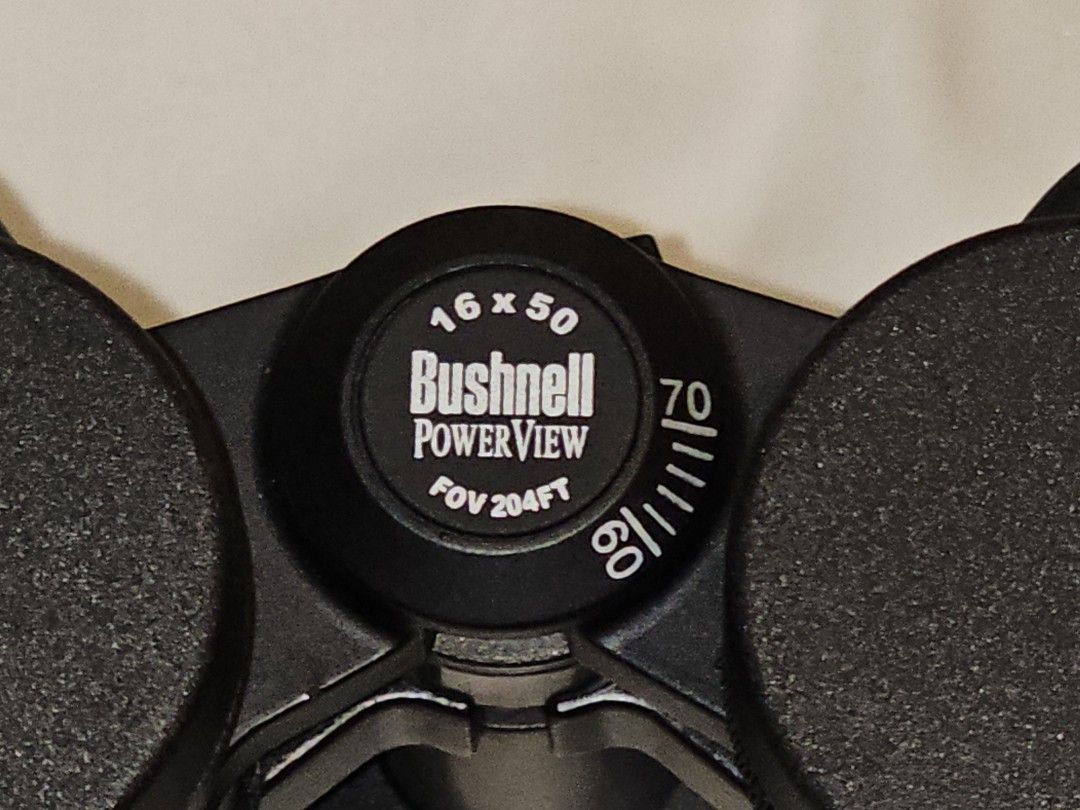 16 x 50
Bushnell
POWERVIEW
FOV 204FT
70
60